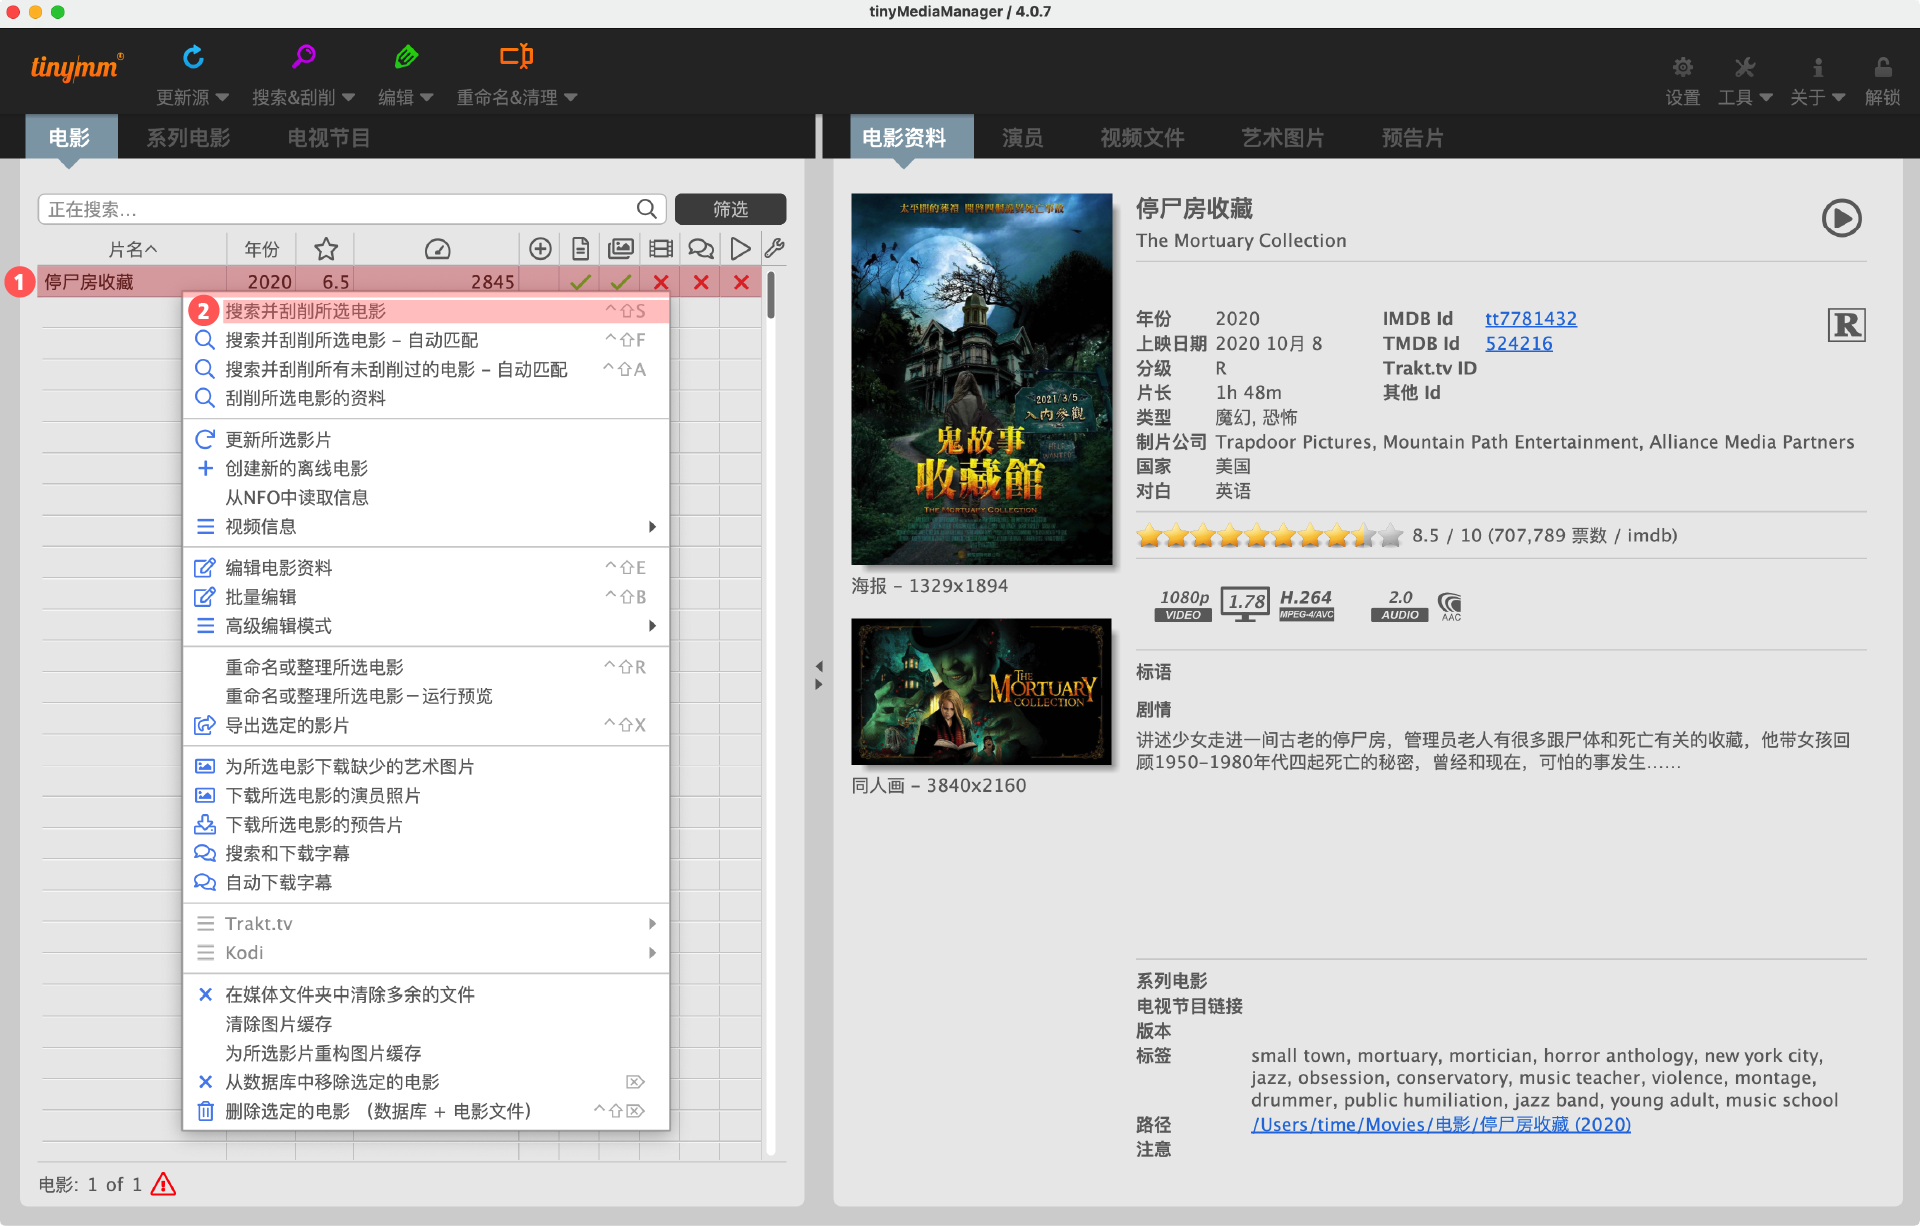 tinyMediaManager / 4.0.7
tinymm®
更新源
搜索&刮削
编辑
重命名&清理
设置
工具
关于
解锁
电影
系列电影
电视节目
电影资料
演员
视频文件
艺术图片
预告片
正在搜索...
筛选
片名
年份
1
停尸房收藏
2020
6.5
2845
2
搜索并刮削所选电影
^⇧S
搜索并刮削所选电影 – 自动匹配
^⇧F
搜索并刮削所有未刮削过的电影 – 自动匹配
^⇧A
刮削所选电影的资料
更新所选影片
创建新的离线电影
从NFO中读取信息
视频信息
编辑电影资料
^⇧E
批量编辑
^⇧B
高级编辑模式
重命名或整理所选电影
^⇧R
重命名或整理所选电影－运行预览
导出选定的影片
^⇧X
为所选电影下载缺少的艺术图片
下载所选电影的演员照片
下载所选电影的预告片
搜索和下载字幕
自动下载字幕
Trakt.tv
Kodi
在媒体文件夹中清除多余的文件
清除图片缓存
为所选影片重构图片缓存
从数据库中移除选定的电影
⌦
删除选定的电影 （数据库 + 电影文件）
^⇧⌦
电影: 1 of 1
2021/3/5
入内參觀
鬼故事
收藏館
THE MORTUARY COLLECTION
海报 – 1329x1894
THE
MORTUARY
COLLECTION
同人画 – 3840x2160
停尸房收藏
The Mortuary Collection
年份 2020
上映日期 2020 10月 8
分级 R
片长 1h 48m
类型 魔幻, 恐怖
制片公司 Trapdoor Pictures, Mountain Path Entertainment, Alliance Media Partners
国家 美国
对白 英语
IMDB Id tt7781432
TMDB Id 524216
Trakt.tv ID
其他 Id
R
8.5 / 10 (707,789 票数 / imdb)
1080p
VIDEO
1.78
H.264
MPEG-4/AVC
2.0
AUDIO
AAC
标语
剧情
讲述少女走进一间古老的停尸房，管理员老人有很多跟尸体和死亡有关的收藏，他带女孩回
顾1950-1980年代四起死亡的秘密，曾经和现在，可怕的事发生……
系列电影
电视节目链接
版本
标签 small town, mortuary, mortician, horror anthology, new york city,
jazz, obsession, conservatory, music teacher, violence, montage,
drummer, public humiliation, jazz band, young adult, music school
路径 /Users/time/Movies/电影/停尸房收藏 (2020)
注意